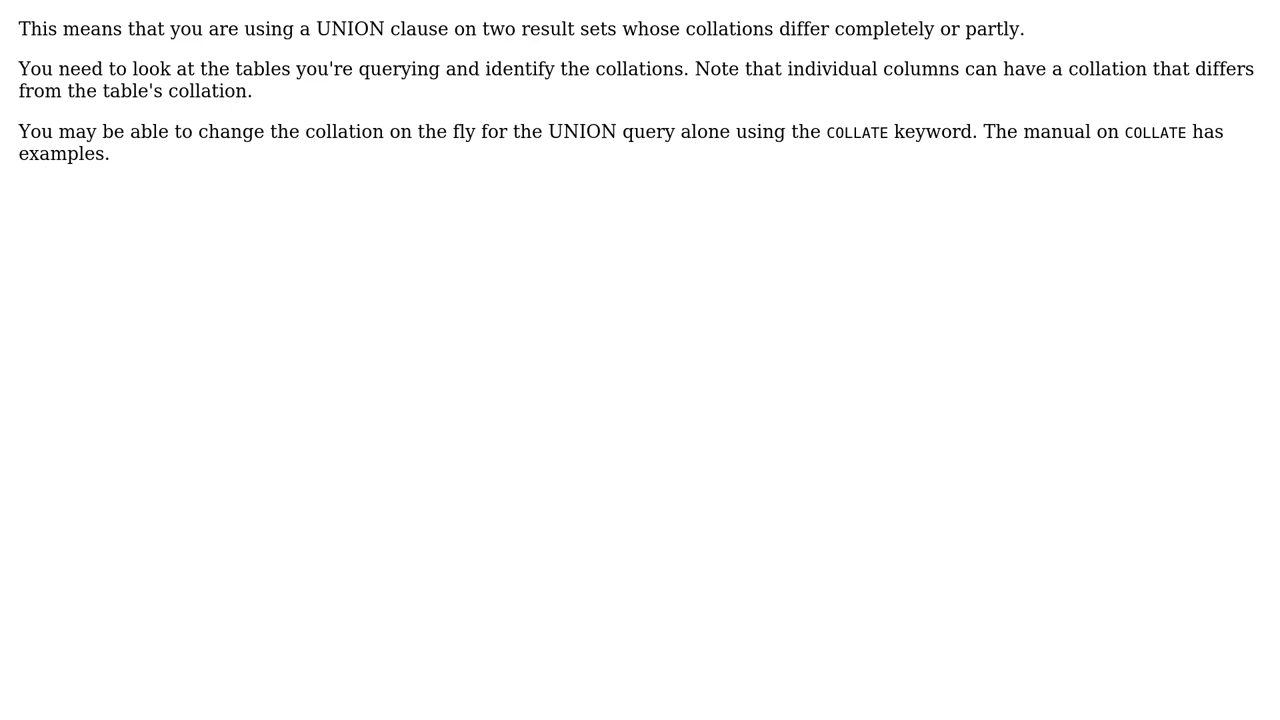 This means that you are using a UNION clause on two result sets whose collations differ completely or partly.
You need to look at the tables you're querying and identify the collations. Note that individual columns can have a collation that differs
from the table's collation.
You may be able to change the collation on the fly for the UNION query alone using the COLLATE keyword. The manual on COLLATE has
examples.